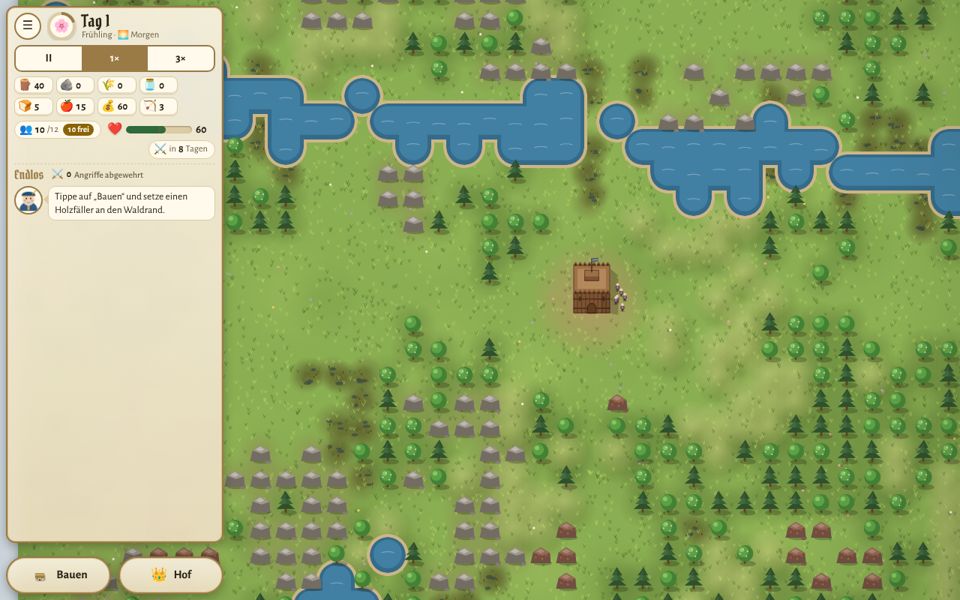 Tag 1
Frühling · Morgen
1× 3×
40 0 0 0
5 15 60 3
10 /12 10 frei 60
in 8 Tagen
Endlos 0 Angriffe abgewehrt
Tippe auf „Bauen“ und setze einen
Holzfäller an den Waldrand.
Bauen Hof